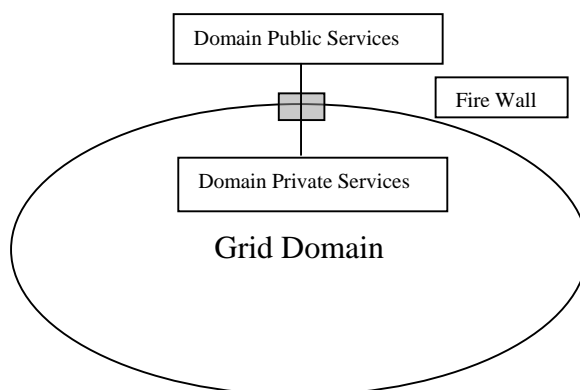 Domain Public Services
Fire Wall
Domain Private Services
Grid Domain